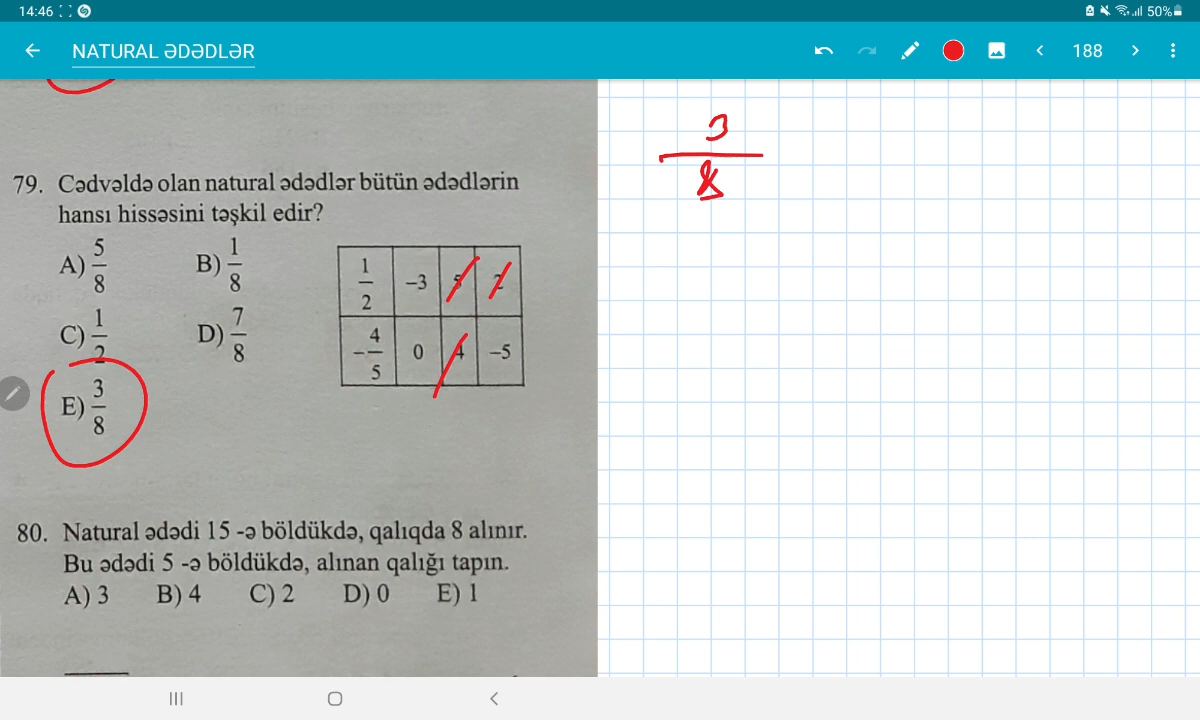 14:46 50%
NATURAL ƏDƏDLƏR 188
3
8
79. Cədvəldə olan natural ədədlər bütün ədədlərin
hansı hissəsini təşkil edir?
A) 5/8 B) 1/8
C) 1/2 D) 7/8
E) 3/8
1/2 −3 5 2
−4/5 0 4 −5
80. Natural ədədi 15 -ə böldükdə, qalıqda 8 alınır.
Bu ədədi 5 -ə böldükdə, alınan qalığı tapın.
A) 3 B) 4 C) 2 D) 0 E) 1